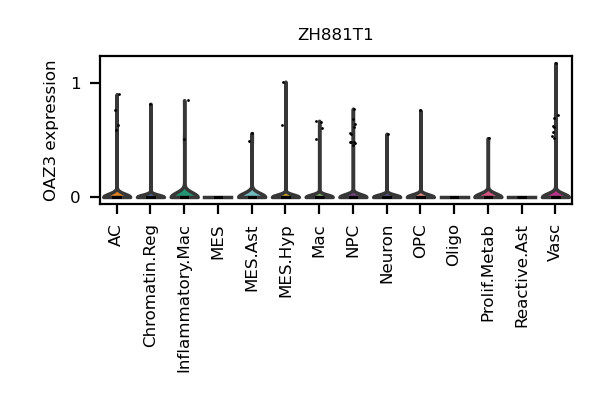 ZH881T1
OAZ3 expression
1
0
AC
Chromatin.Reg
Inflammatory.Mac
MES
MES.Ast
MES.Hyp
Mac
NPC
Neuron
OPC
Oligo
Prolif.Metab
Reactive.Ast
Vasc